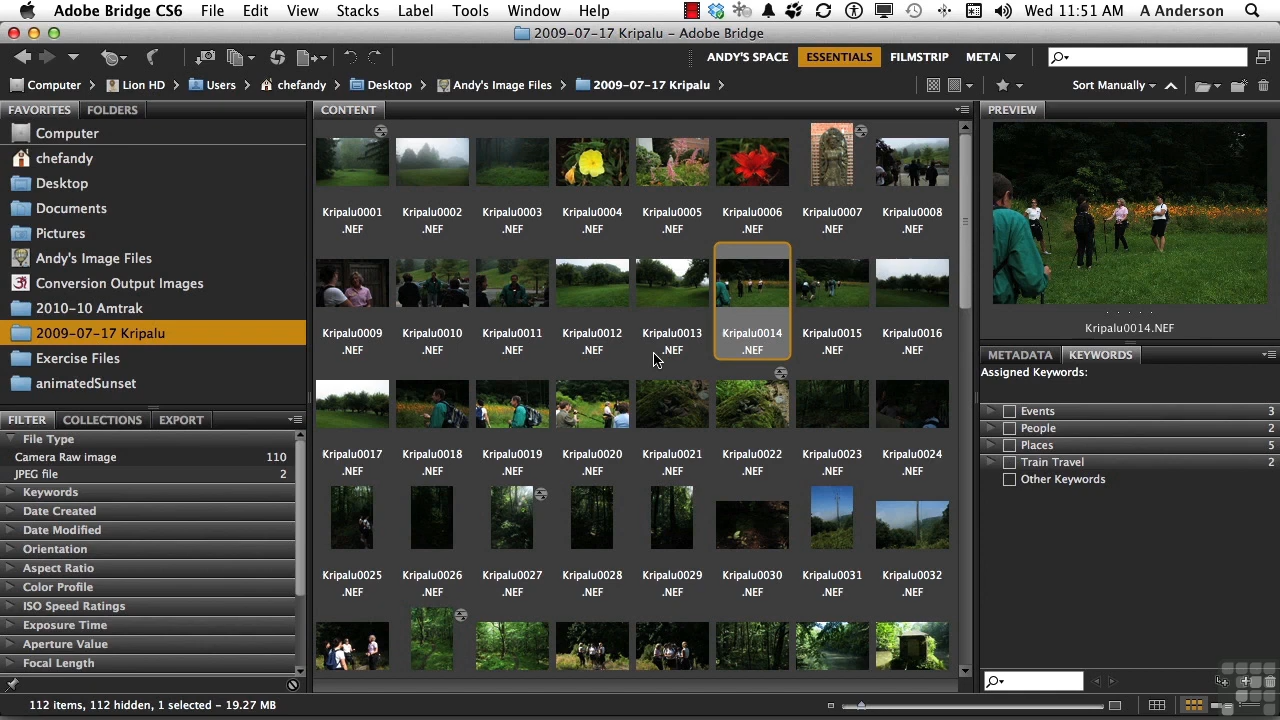 Adobe Bridge CS6 File Edit View Stacks Label Tools Window Help Wed 11:51 AM A Anderson
2009-07-17 Kripalu – Adobe Bridge
ANDY'S SPACE ESSENTIALS FILMSTRIP META
Computer Lion HD Users chefandy Desktop Andy's Image Files 2009-07-17 Kripalu Sort Manually
FAVORITES FOLDERS
Computer
chefandy
Desktop
Documents
Pictures
Andy's Image Files
Conversion Output Images
2010-10 Amtrak
2009-07-17 Kripalu
Exercise Files
animatedSunset
FILTER COLLECTIONS EXPORT
File Type
Camera Raw image 110
JPEG file 2
Keywords
Date Created
Date Modified
Orientation
Aspect Ratio
Color Profile
ISO Speed Ratings
Exposure Time
Aperture Value
Focal Length
CONTENT
Kripalu0001 Kripalu0002 Kripalu0003 Kripalu0004 Kripalu0005 Kripalu0006 Kripalu0007 Kripalu0008
.NEF .NEF .NEF .NEF .NEF .NEF .NEF .NEF
Kripalu0009 Kripalu0010 Kripalu0011 Kripalu0012 Kripalu0013 Kripalu0014 Kripalu0015 Kripalu0016
.NEF .NEF .NEF .NEF .NEF .NEF .NEF .NEF
Kripalu0017 Kripalu0018 Kripalu0019 Kripalu0020 Kripalu0021 Kripalu0022 Kripalu0023 Kripalu0024
.NEF .NEF .NEF .NEF .NEF .NEF .NEF .NEF
Kripalu0025 Kripalu0026 Kripalu0027 Kripalu0028 Kripalu0029 Kripalu0030 Kripalu0031 Kripalu0032
.NEF .NEF .NEF .NEF .NEF .NEF .NEF .NEF
PREVIEW
Kripalu0014.NEF
METADATA KEYWORDS
Assigned Keywords:
Events 3
People 2
Places 5
Train Travel 2
Other Keywords
112 items, 112 hidden, 1 selected – 19.27 MB